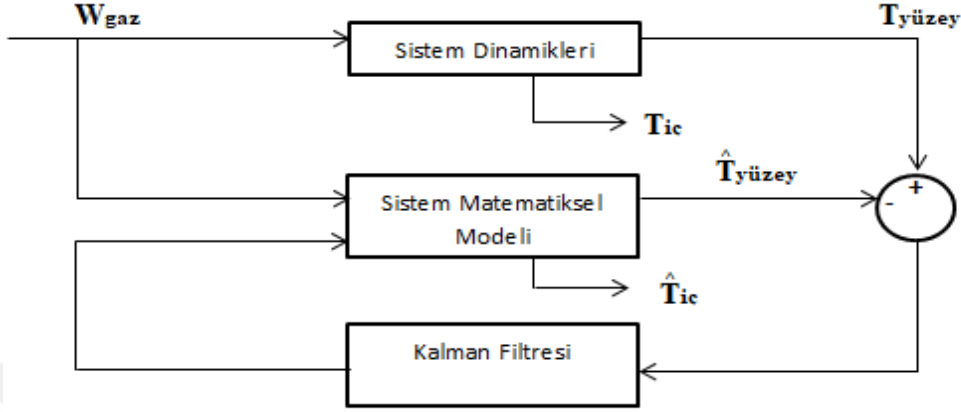 Wgaz
Tyüzey
Sistem Dinamikleri
Tic
T̂yüzey
+
-
Sistem Matematiksel
Modeli
T̂ic
Kalman Filtresi